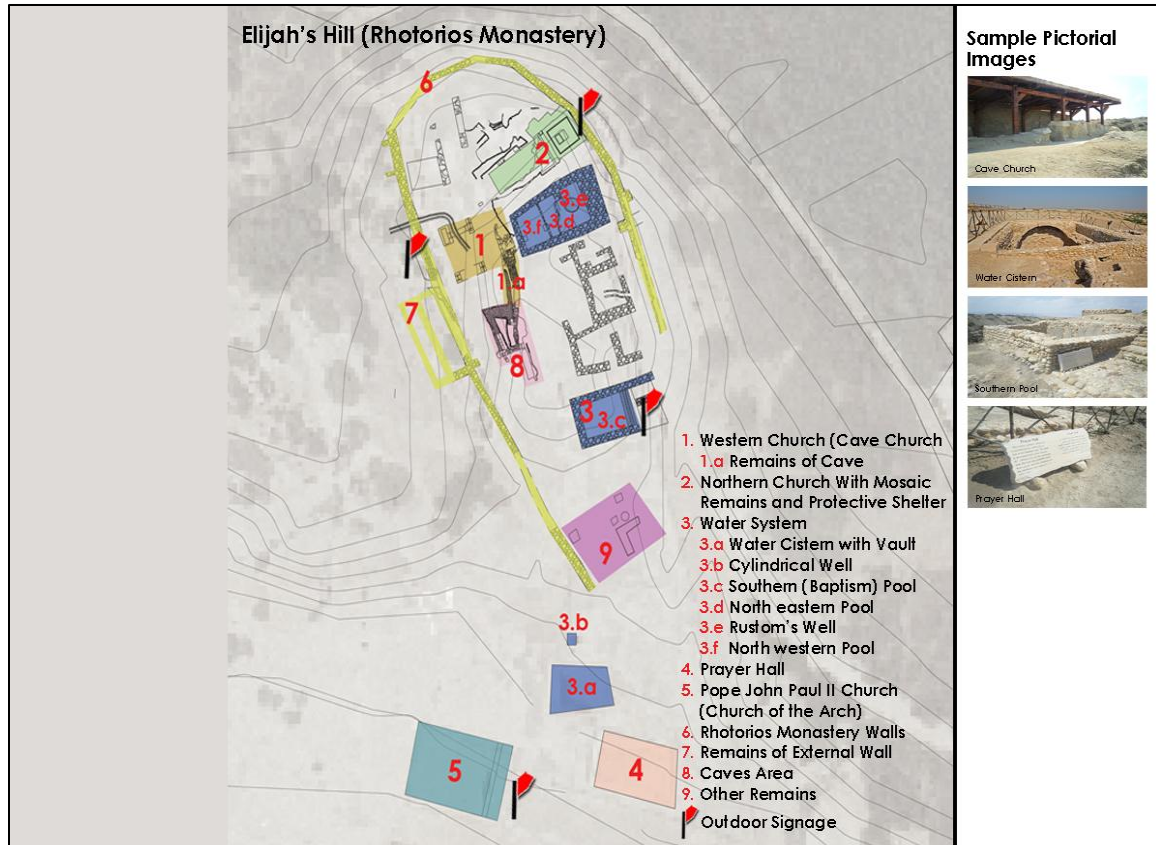 Elijah's Hill (Rhotorios Monastery)
6
2
3.e
3.d
3.f
1
1.a
7
8
3
3.c
9
3.b
3.a
5
4
1. Western Church (Cave Church
1.a Remains of Cave
2. Northern Church With Mosaic
Remains and Protective Shelter
3. Water System
3.a Water Cistern with Vault
3.b Cylindrical Well
3.c Southern (Baptism) Pool
3.d North eastern Pool
3.e Rustom's Well
3.f North western Pool
4. Prayer Hall
5. Pope John Paul II Church
(Church of the Arch)
6. Rhotorios Monastery Walls
7. Remains of External Wall
8. Caves Area
9. Other Remains
Outdoor Signage
Sample Pictorial
Images
Cave Church
Water Cistern
Southern Pool
Prayer Hall